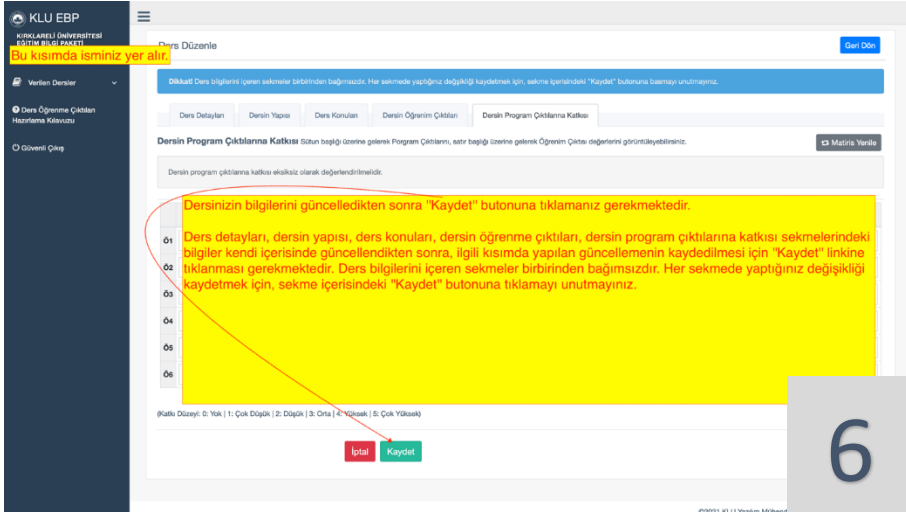 KLU EBP
KIRKLARELİ ÜNİVERSİTESİ
EĞİTİM BİLGİ PAKETİ
Bu kısımda isminiz yer alır.
Verilen Dersler
Ders Öğrenme Çıktıları
Hazırlama Kılavuzu
Güvenli Çıkış
Ders Düzenle
Geri Dön
Dikkat! Ders bilgilerini içeren sekmeler birbirinden bağımsızdır. Her sekmede yaptığınız değişikliği kaydetmek için, sekme içerisindeki "Kaydet" butonuna basmayı unutmayınız.
Ders Detayları Dersin Yapısı Ders Konuları Dersin Öğrenim Çıktıları Dersin Program Çıktılarına Katkısı
Dersin Program Çıktılarına Katkısı Sütun başlığı üzerine gelerek Porgram Çıktılarını, satır başlığı üzerine gelerek Öğrenim Çıktısı değerlerini görüntüleyebilirsiniz.
Matiris Yenile
Dersin program çıktılarına katkısı eksiksiz olarak değerlendirilmelidir.
Dersinizin bilgilerini güncelledikten sonra "Kaydet" butonuna tıklamanız gerekmektedir.
Ders detayları, dersin yapısı, ders konuları, dersin öğrenme çıktıları, dersin program çıktılarına katkısı sekmelerindeki
bilgiler kendi içerisinde güncellendikten sonra, ilgili kısımda yapılan güncellemenin kaydedilmesi için "Kaydet" linkine
tıklanması gerekmektedir. Ders bilgilerini içeren sekmeler birbirinden bağımsızdır. Her sekmede yaptığınız değişikliği
kaydetmek için, sekme içerisindeki "Kaydet" butonuna tıklamayı unutmayınız.
Ö1
Ö2
Ö3
Ö4
Ö5
Ö6
(Katkı Düzeyi: 0: Yok | 1: Çok Düşük | 2: Düşük | 3: Orta | 4: Yüksek | 5: Çok Yüksek)
İptal Kaydet
6
©2021 KLU Yazılım Mühend